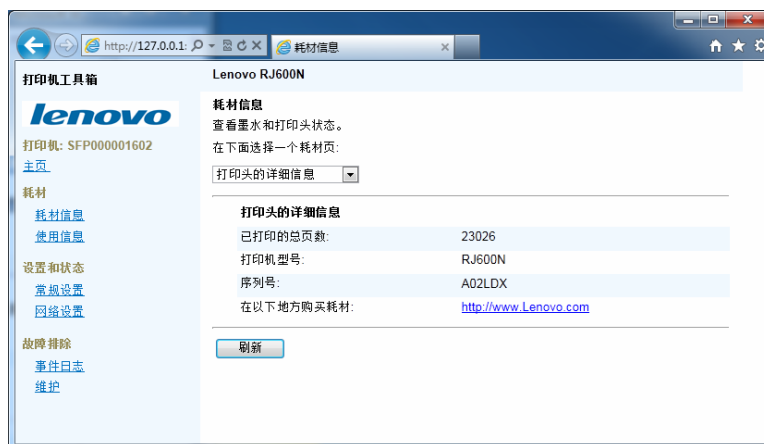 http://127.0.0.1:
耗材信息
打印机工具箱
Lenovo RJ600N
lenovo
打印机: SFP000001602
主页
耗材
耗材信息
使用信息
设置和状态
常规设置
网络设置
故障排除
事件日志
维护
耗材信息
查看墨水和打印头状态。
在下面选择一个耗材页:
打印头的详细信息
打印头的详细信息
已打印的总页数: 23026
打印机型号: RJ600N
序列号: A02LDX
在以下地方购买耗材: http://www.Lenovo.com
刷新